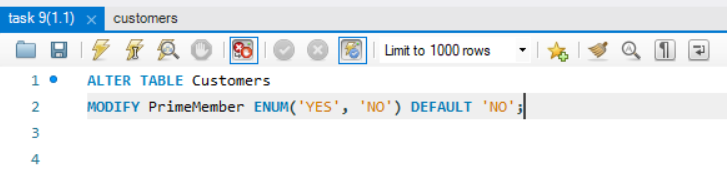 task 9(1.1) × customers
Limit to 1000 rows
1 ALTER TABLE Customers
2 MODIFY PrimeMember ENUM('YES', 'NO') DEFAULT 'NO';
3
4